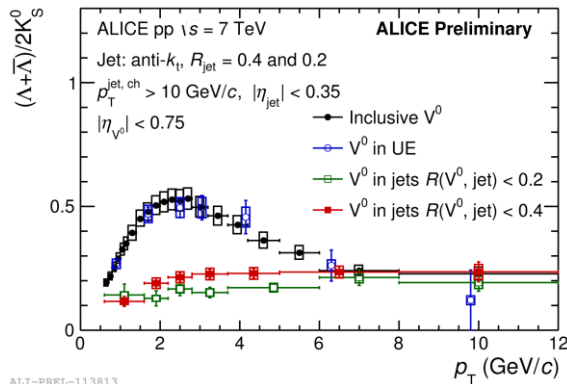 ALICE pp \s = 7 TeV
ALICE Preliminary
Jet: anti-kt, Rjet = 0.4 and 0.2
pT^jet, ch > 10 GeV/c, |ηjet| < 0.35
|ηV⁰| < 0.75
Inclusive V⁰
V⁰ in UE
V⁰ in jets R(V⁰, jet) < 0.2
V⁰ in jets R(V⁰, jet) < 0.4
(Λ+Λ̅)/2K⁰S
1
0.5
0
0 2 4 6 8 10 12
pT (GeV/c)
ALI-PREL-113813